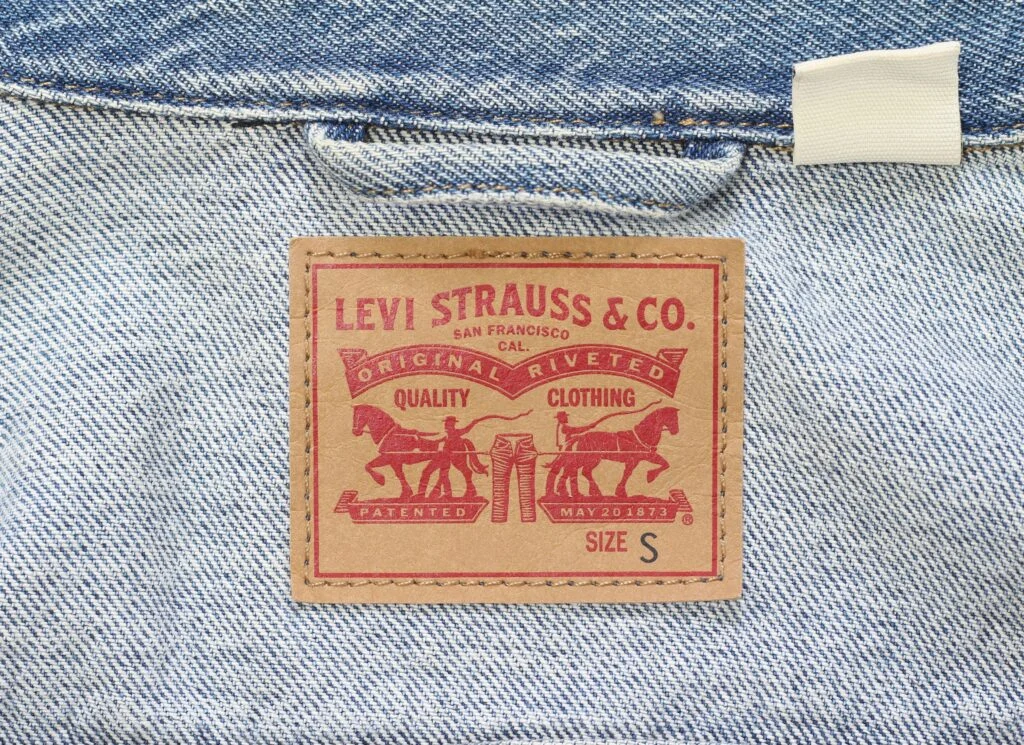 LEVI STRAUSS & CO.
SAN FRANCISCO
CAL.
ORIGINAL RIVETED
QUALITY CLOTHING
PATENTED MAY 20 1873 ®
SIZE S